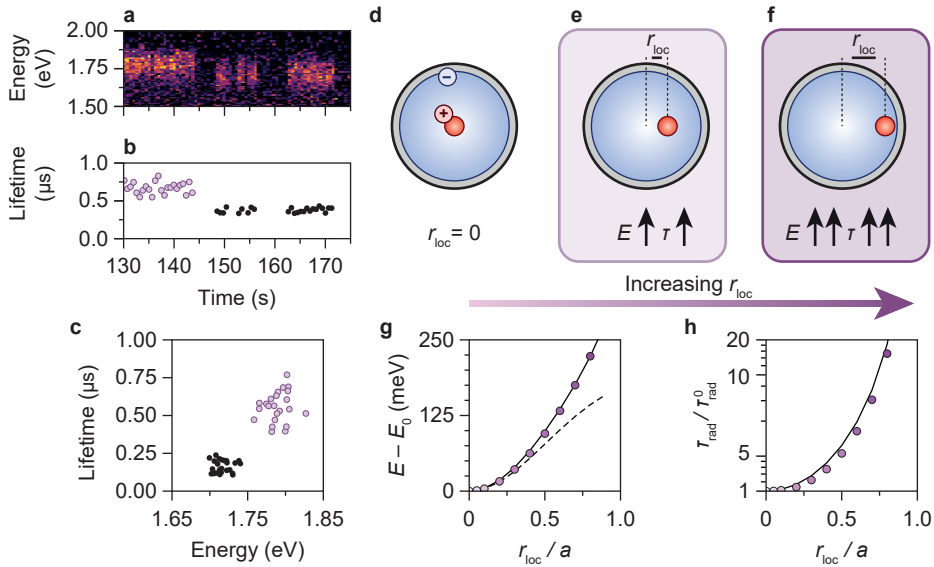 a
2.00
1.75
1.50
Energy
(eV)
b
1.0
0.5
0.0
Lifetime
(μs)
130 140 150 160 170
Time (s)
c
1.00
0.75
0.50
0.25
0.00
Lifetime (μs)
1.65 1.75 1.85
Energy (eV)
d
−
+
r_loc = 0
e
r_loc
E τ
f
r_loc
E τ
Increasing r_loc
g
250
125
0
E − E_0 (meV)
0 0.5 1.0
r_loc / a
h
20
10
5
1
τ_rad / τ^0_rad
0 0.5 1.0
r_loc / a